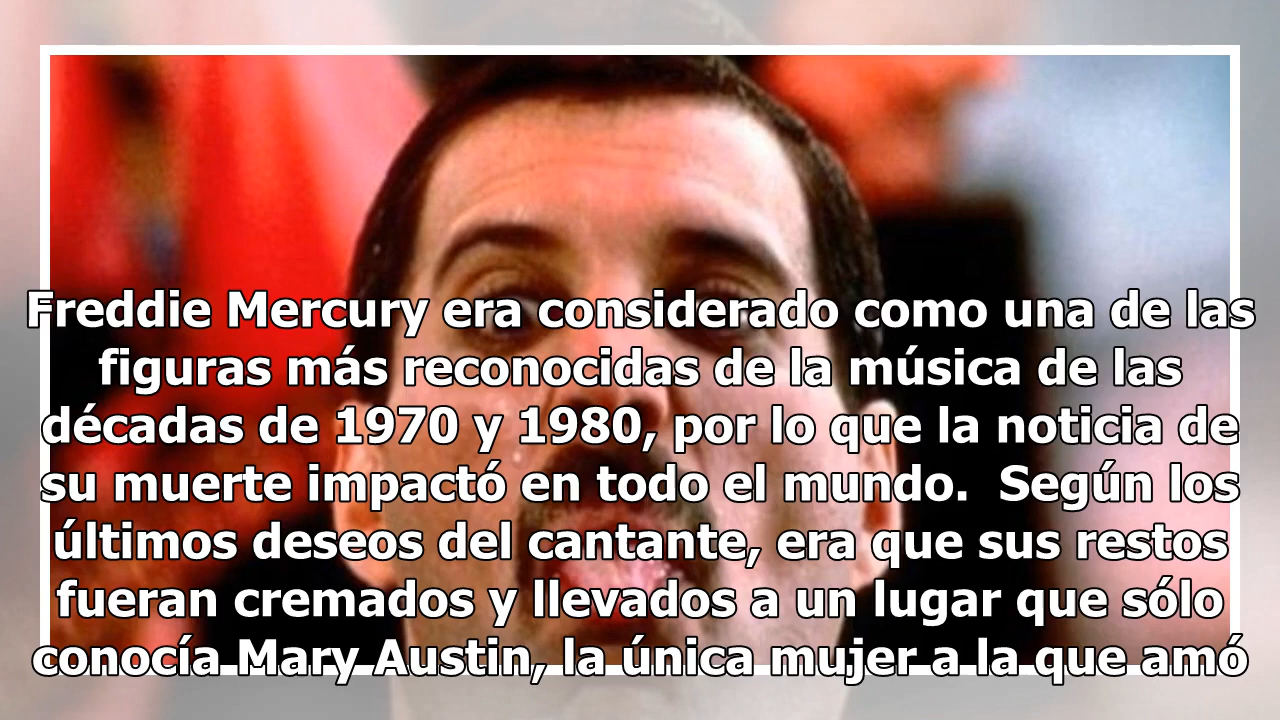 Freddie Mercury era considerado como una de las
figuras más reconocidas de la música de las
décadas de 1970 y 1980, por lo que la noticia de
su muerte impactó en todo el mundo.  Según los
últimos deseos del cantante, era que sus restos
fueran cremados y llevados a un lugar que sólo
conocía Mary Austin, la única mujer a la que amó